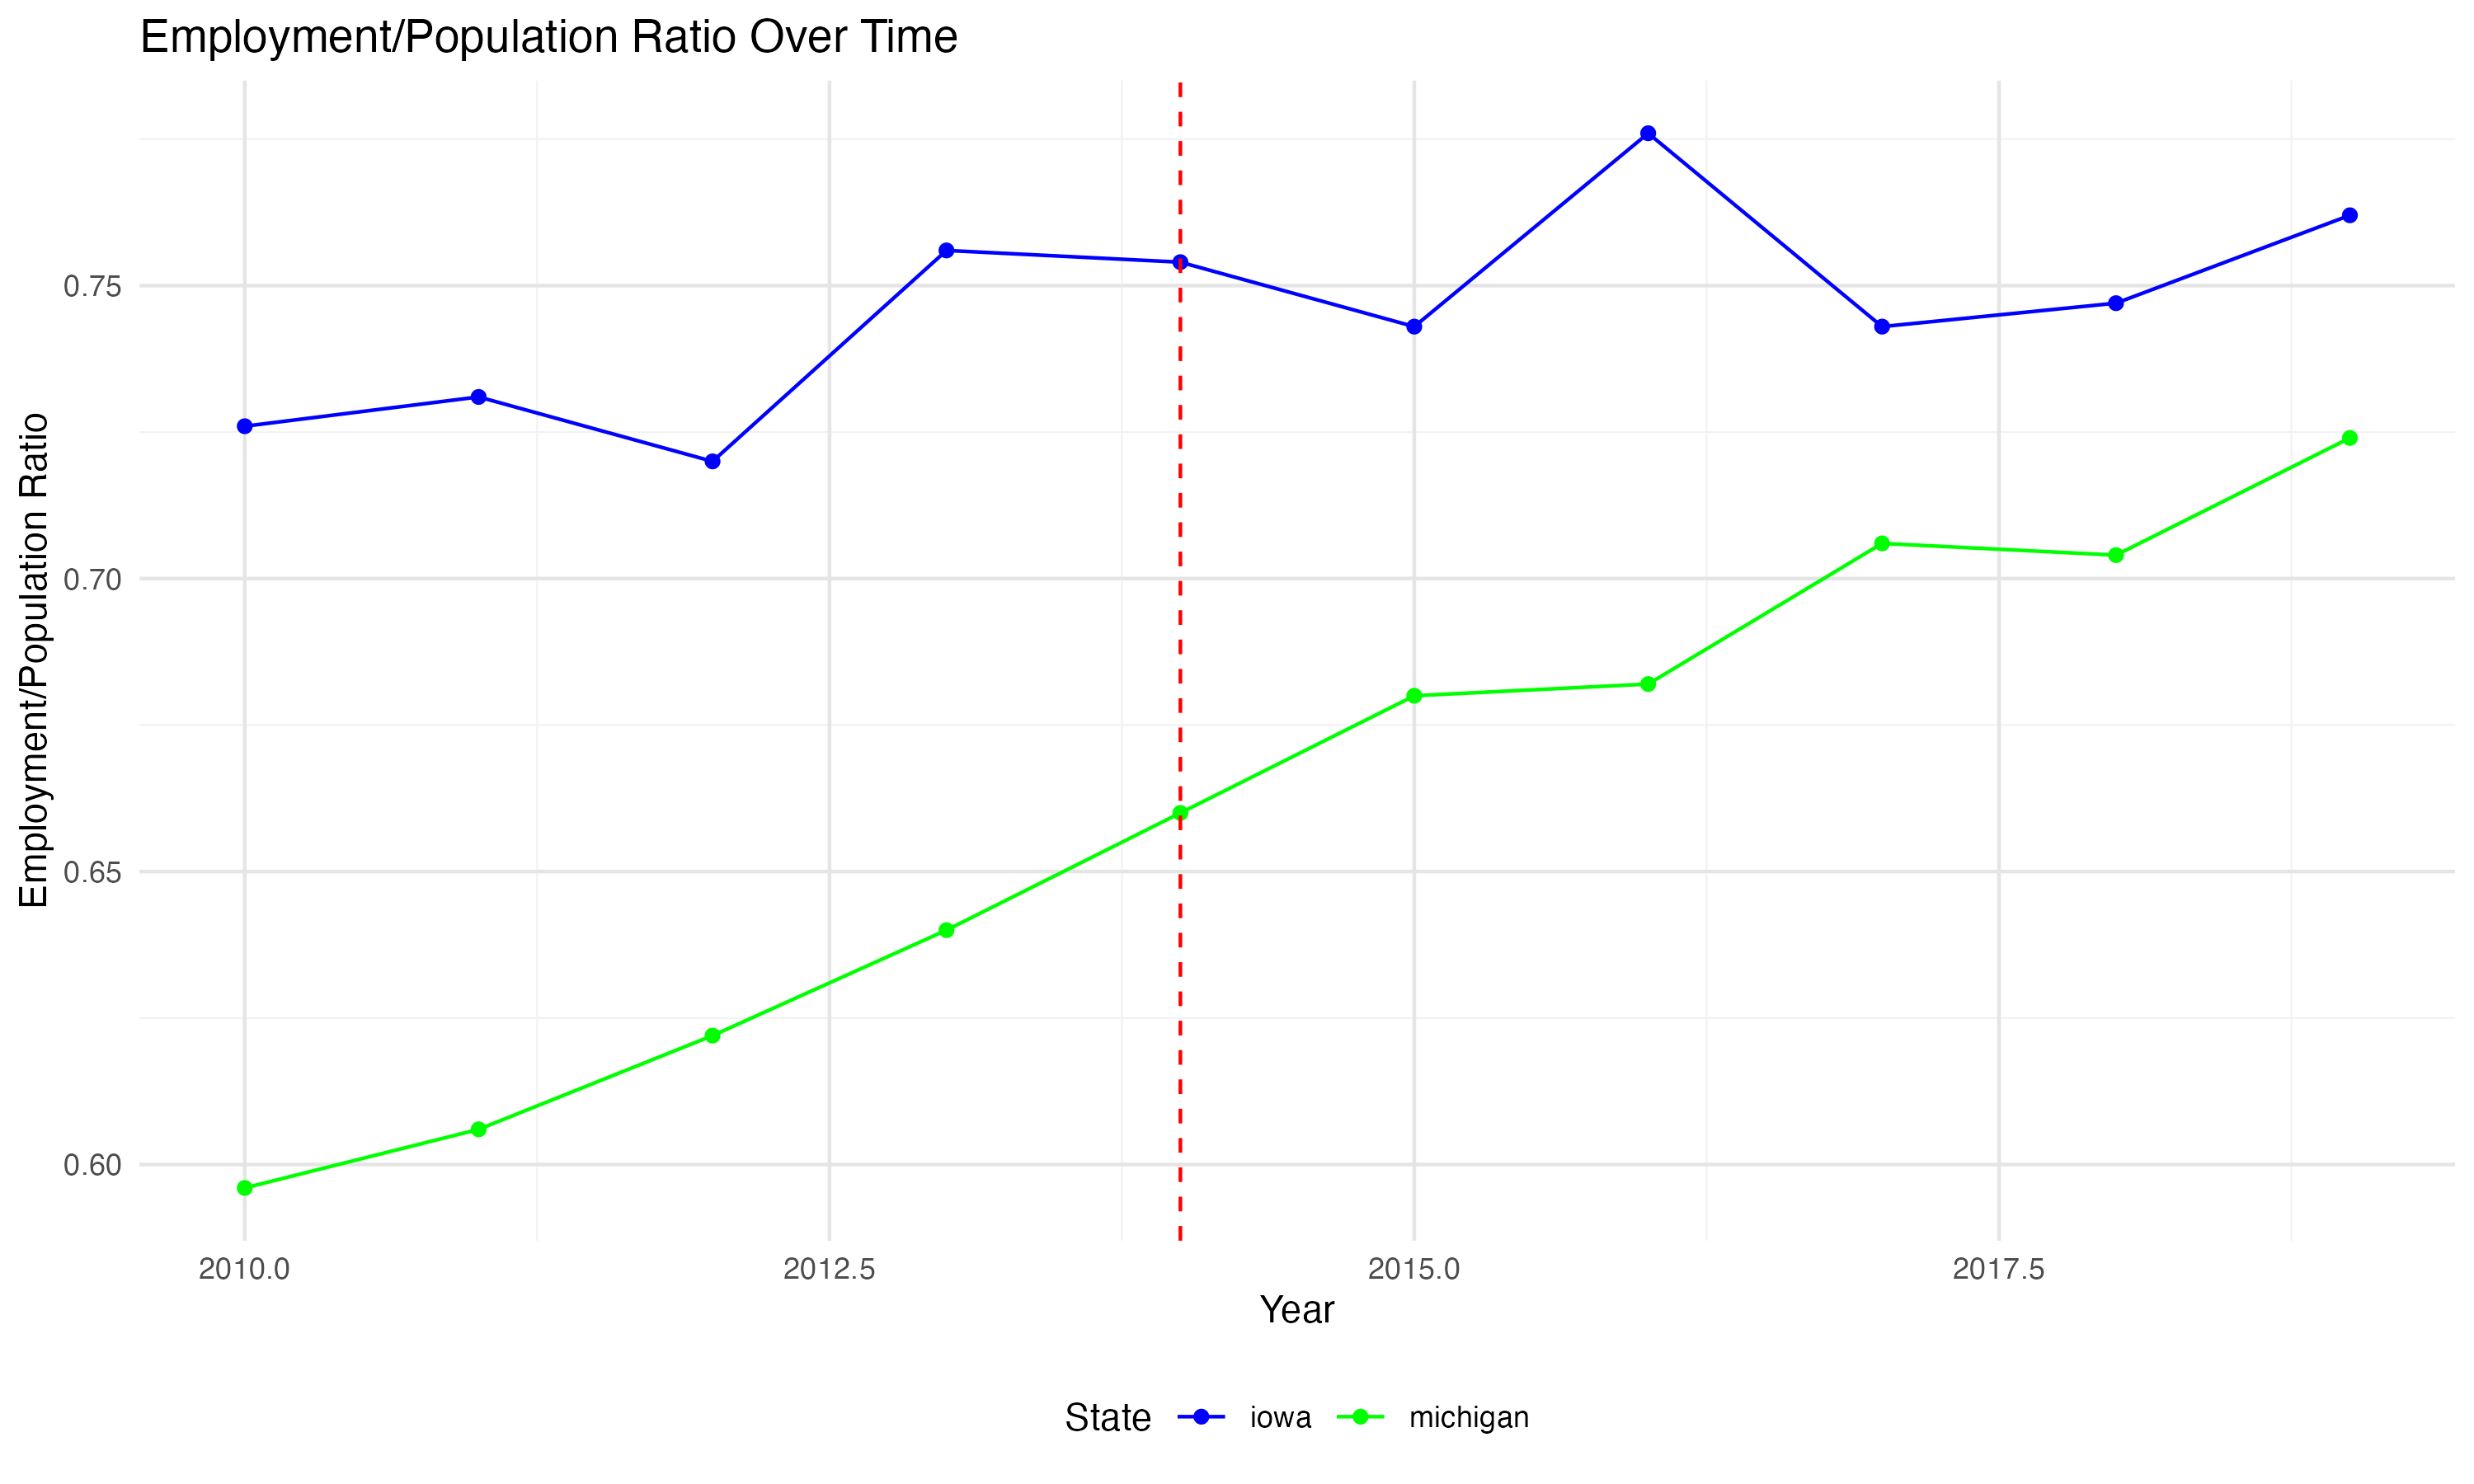 Employment/Population Ratio Over Time
Employment/Population Ratio
0.75
0.70
0.65
0.60
2010.0 2012.5 2015.0 2017.5
Year
State iowa michigan